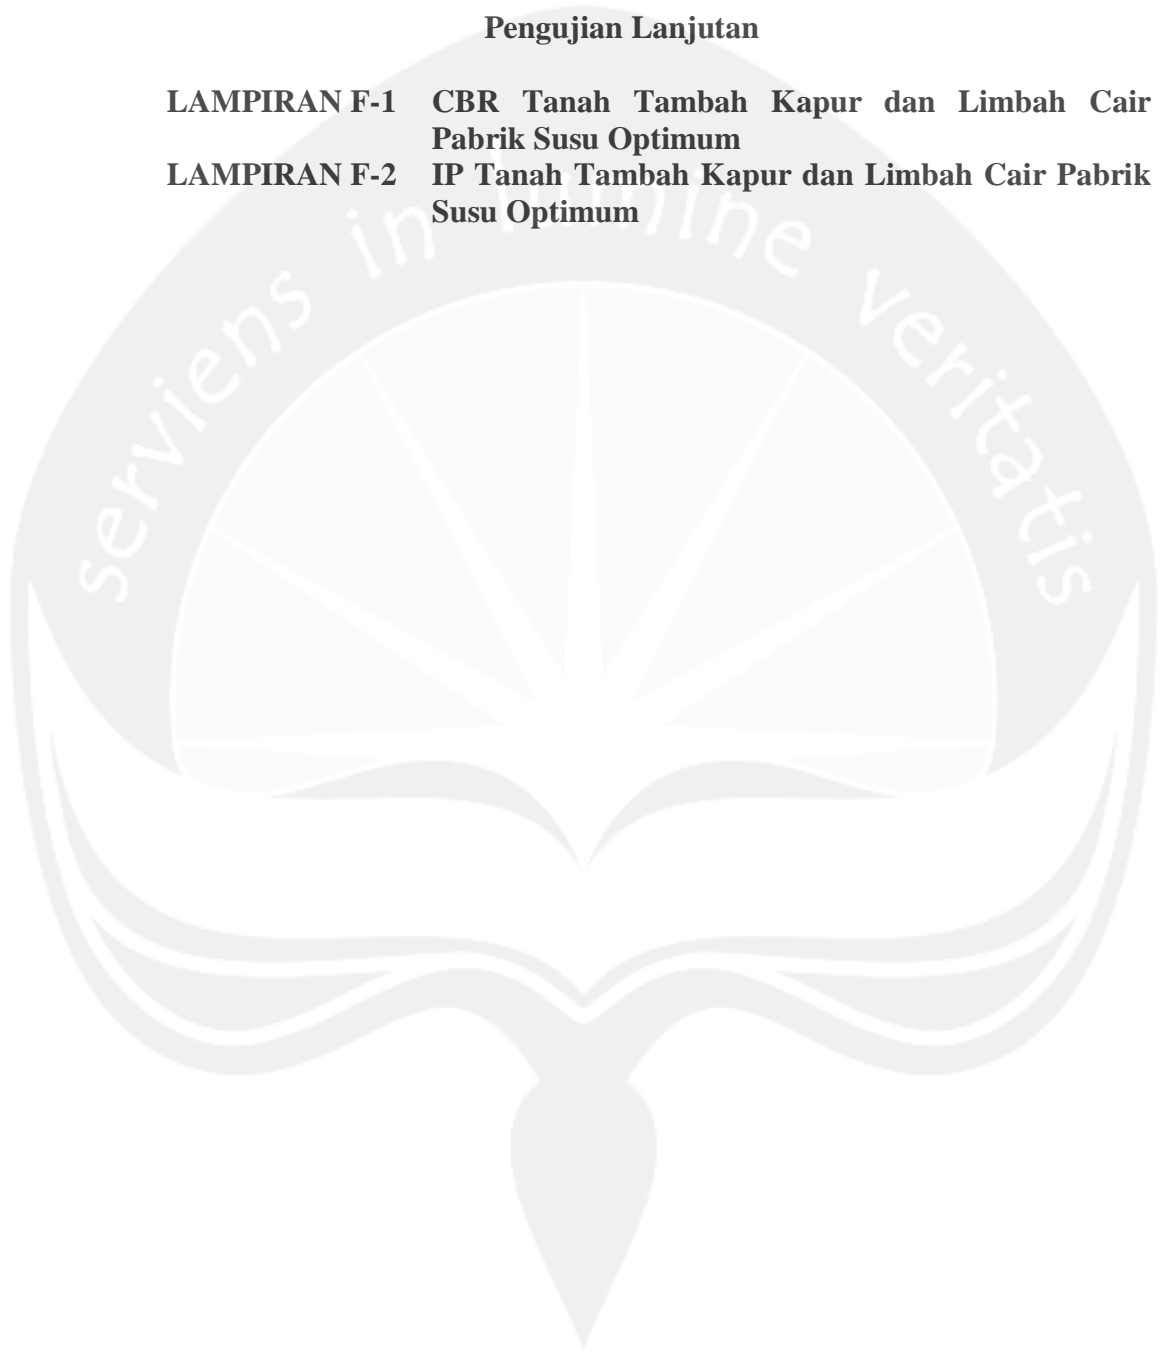 Pengujian Lanjutan
LAMPIRAN F-1 CBR Tanah Tambah Kapur dan Limbah Cair
Pabrik Susu Optimum
LAMPIRAN F-2 IP Tanah Tambah Kapur dan Limbah Cair Pabrik
Susu Optimum
serviens in lumine veritatis